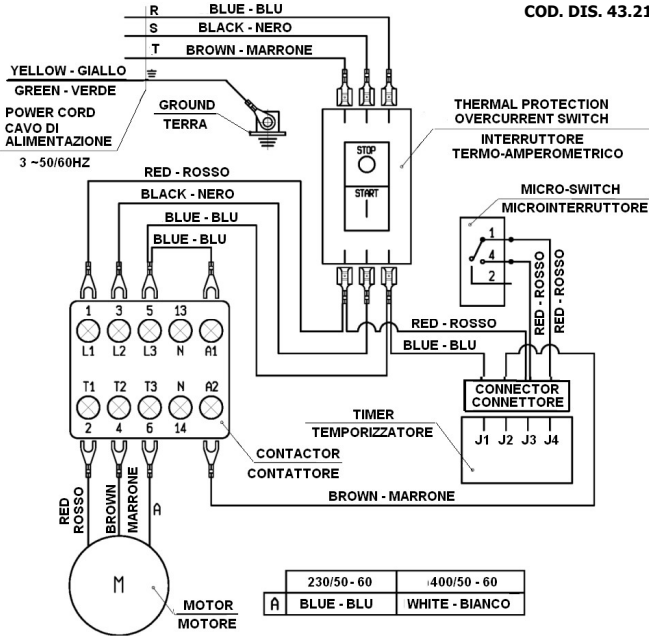 COD. DIS. 43.21
R BLUE - BLU
S BLACK - NERO
T BROWN - MARRONE
YELLOW - GIALLO
GREEN - VERDE
POWER CORD
CAVO DI
ALIMENTAZIONE
3 ~50/60HZ
GROUND
TERRA
THERMAL PROTECTION
OVERCURRENT SWITCH
INTERRUTTORE
TERMO-AMPEROMETRICO
STOP
START
RED - ROSSO
BLACK - NERO
BLUE - BLU
BLUE - BLU
MICRO-SWITCH
MICROINTERRUTTORE
1
4
2
RED - ROSSO
RED - ROSSO
1 3 5 13
L1 L2 L3 N A1
T1 T2 T3 N A2
2 4 6 14
RED - ROSSO
BLUE - BLU
CONNECTOR
CONNETTORE
TIMER
TEMPORIZZATORE
J1 J2 J3 J4
CONTACTOR
CONTATTORE
BROWN - MARRONE
RED
ROSSO
BROWN
MARRONE
A
M
MOTOR
MOTORE
230/50 - 60 400/50 - 60
A BLUE - BLU WHITE - BIANCO